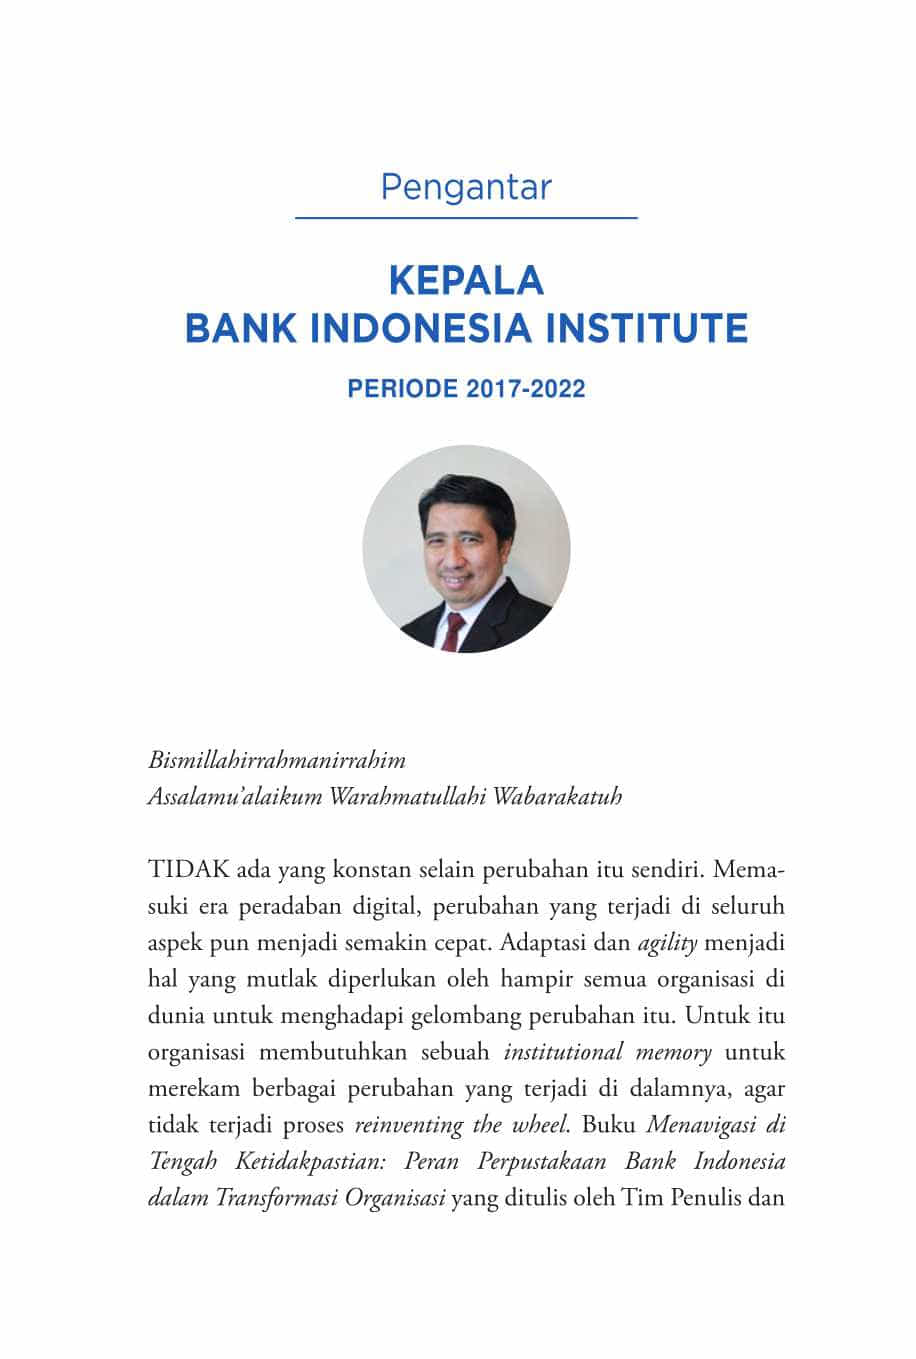 Pengantar
KEPALA
BANK INDONESIA INSTITUTE
PERIODE 2017-2022
Bismillahirrahmanirrahim
Assalamu’alaikum Warahmatullahi Wabarakatuh
TIDAK ada yang konstan selain perubahan itu sendiri. Mema-
suki era peradaban digital, perubahan yang terjadi di seluruh
aspek pun menjadi semakin cepat. Adaptasi dan agility menjadi
hal yang mutlak diperlukan oleh hampir semua organisasi di
dunia untuk menghadapi gelombang perubahan itu. Untuk itu
organisasi membutuhkan sebuah institutional memory untuk
merekam berbagai perubahan yang terjadi di dalamnya, agar
tidak terjadi proses reinventing the wheel. Buku Menavigasi di
Tengah Ketidakpastian: Peran Perpustakaan Bank Indonesia
dalam Transformasi Organisasi yang ditulis oleh Tim Penulis dan